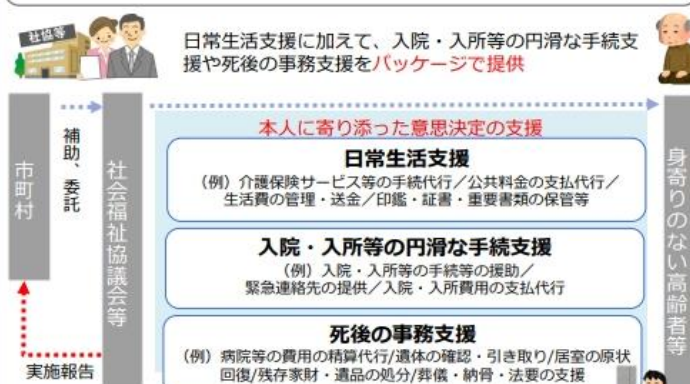 社協等
日常生活支援に加えて、入院・入所等の円滑な手続支
援や死後の事務支援をパッケージで提供
市町村
補助、委託
社会福祉協議会等
本人に寄り添った意思決定の支援
日常生活支援
（例）介護保険サービス等の手続代行／公共料金の支払代行／
生活費の管理・送金／印鑑・証書・重要書類の保管等
入院・入所等の円滑な手続支援
（例）入院・入所等の手続等の援助／
緊急連絡先の提供／入院・入所費用の支払代行
死後の事務支援
（例）病院等の費用の精算代行/遺体の確認・引き取り/居室の原状
回復/残存家財・遺品の処分/葬儀・納骨・法要の支援
身寄りのない高齢者等
実施報告